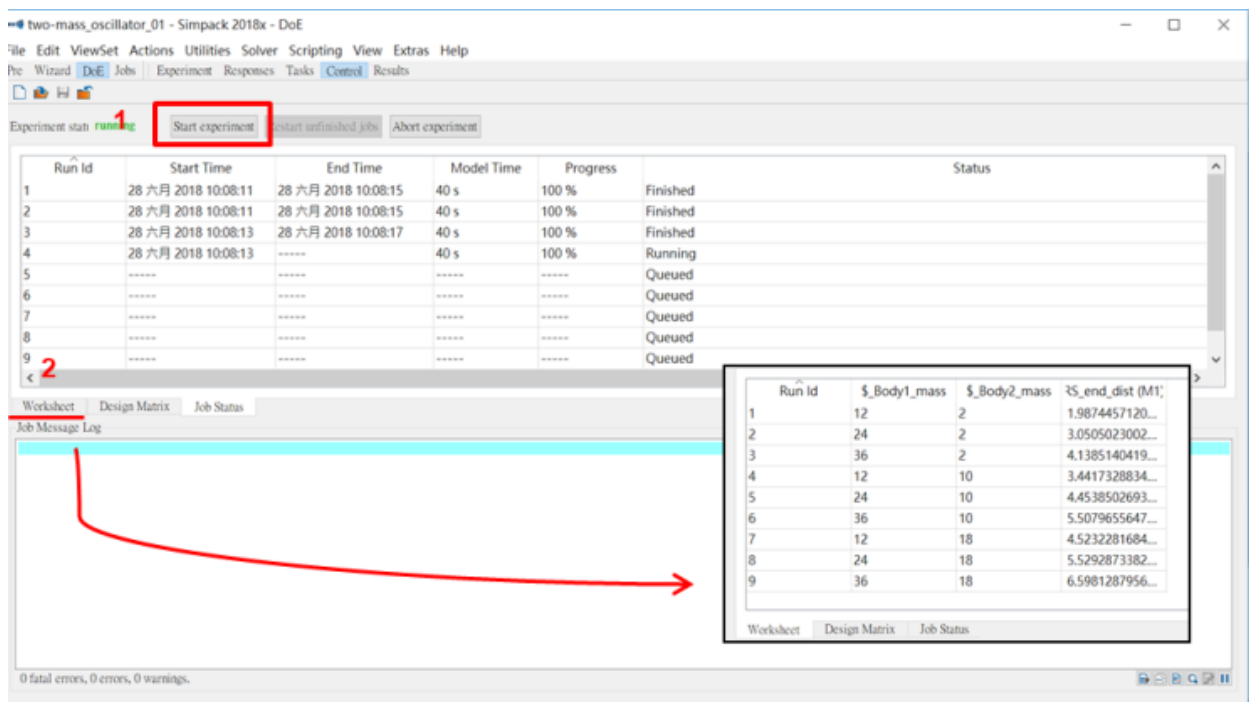 two-mass_oscillator_01 - Simpack 2018x - DoE
File Edit ViewSet Actions Utilities Solver Scripting View Extras Help
Pre Wizard DoE Jobs Experiment Responses Tasks Control Results
1
Experiment stat running Start experiment Restart unfinished jobs Abort experiment
Run Id Start Time End Time Model Time Progress Status
1 28 六月 2018 10:08:11 28 六月 2018 10:08:15 40 s 100 % Finished
2 28 六月 2018 10:08:11 28 六月 2018 10:08:15 40 s 100 % Finished
3 28 六月 2018 10:08:13 28 六月 2018 10:08:17 40 s 100 % Finished
4 28 六月 2018 10:08:13 ----- 40 s 100 % Running
5 ----- ----- ----- ----- Queued
6 ----- ----- ----- ----- Queued
7 ----- ----- ----- ----- Queued
8 ----- ----- ----- ----- Queued
9 ----- ----- ----- ----- Queued
2
Worksheet Design Matrix Job Status
Job Message Log
Run Id $_Body1_mass $_Body2_mass RS_end_dist (M1)
1 12 2 1.9874457120...
2 24 2 3.0505023002...
3 36 2 4.1385140419...
4 12 10 3.4417328834...
5 24 10 4.4538502693...
6 36 10 5.5079655647...
7 12 18 4.5232281684...
8 24 18 5.5292873382...
9 36 18 6.5981287956...
Worksheet Design Matrix Job Status
0 fatal errors, 0 errors, 0 warnings.